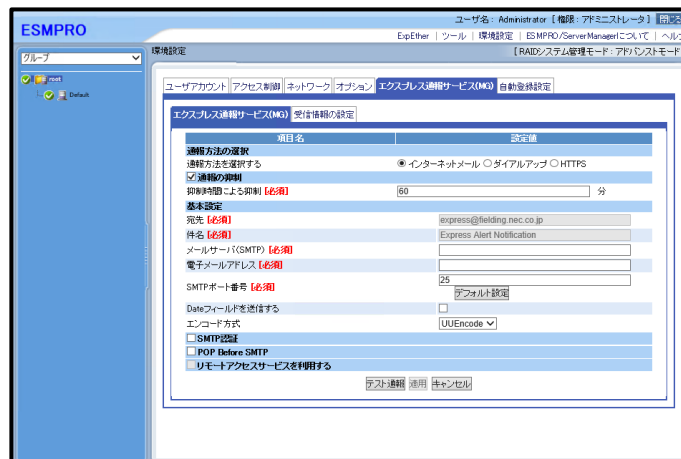 ユーザ名: Administrator [権限:アドミニストレータ] 閉じる
ESMPRO
ExpEther | ツール | 環境設定 | ESMPRO/ServerManagerについて | ヘルプ
グループ
環境設定
[RAIDシステム管理モード:アドバンストモード
root
Default
ユーザアカウント アクセス制御 ネットワーク オプション エクスプレス通報サービス(MG) 自動登録設定
エクスプレス通報サービス(MG) 受信情報の設定
項目名 設定値
通報方法の選択
通報方法を選択する インターネットメール ダイアルアップ HTTPS
通報の抑制
抑制時間による抑制 [必須] 60 分
基本設定
宛先 [必須] express@fielding.nec.co.jp
件名 [必須] Express Alert Notification
メールサーバ(SMTP) [必須]
電子メールアドレス [必須]
SMTPポート番号 [必須] 25
デフォルト設定
Dateフィールドを送信する
エンコード方式 UUEncode
SMTP認証
POP Before SMTP
リモートアクセスサービスを利用する
テスト通報 適用 キャンセル